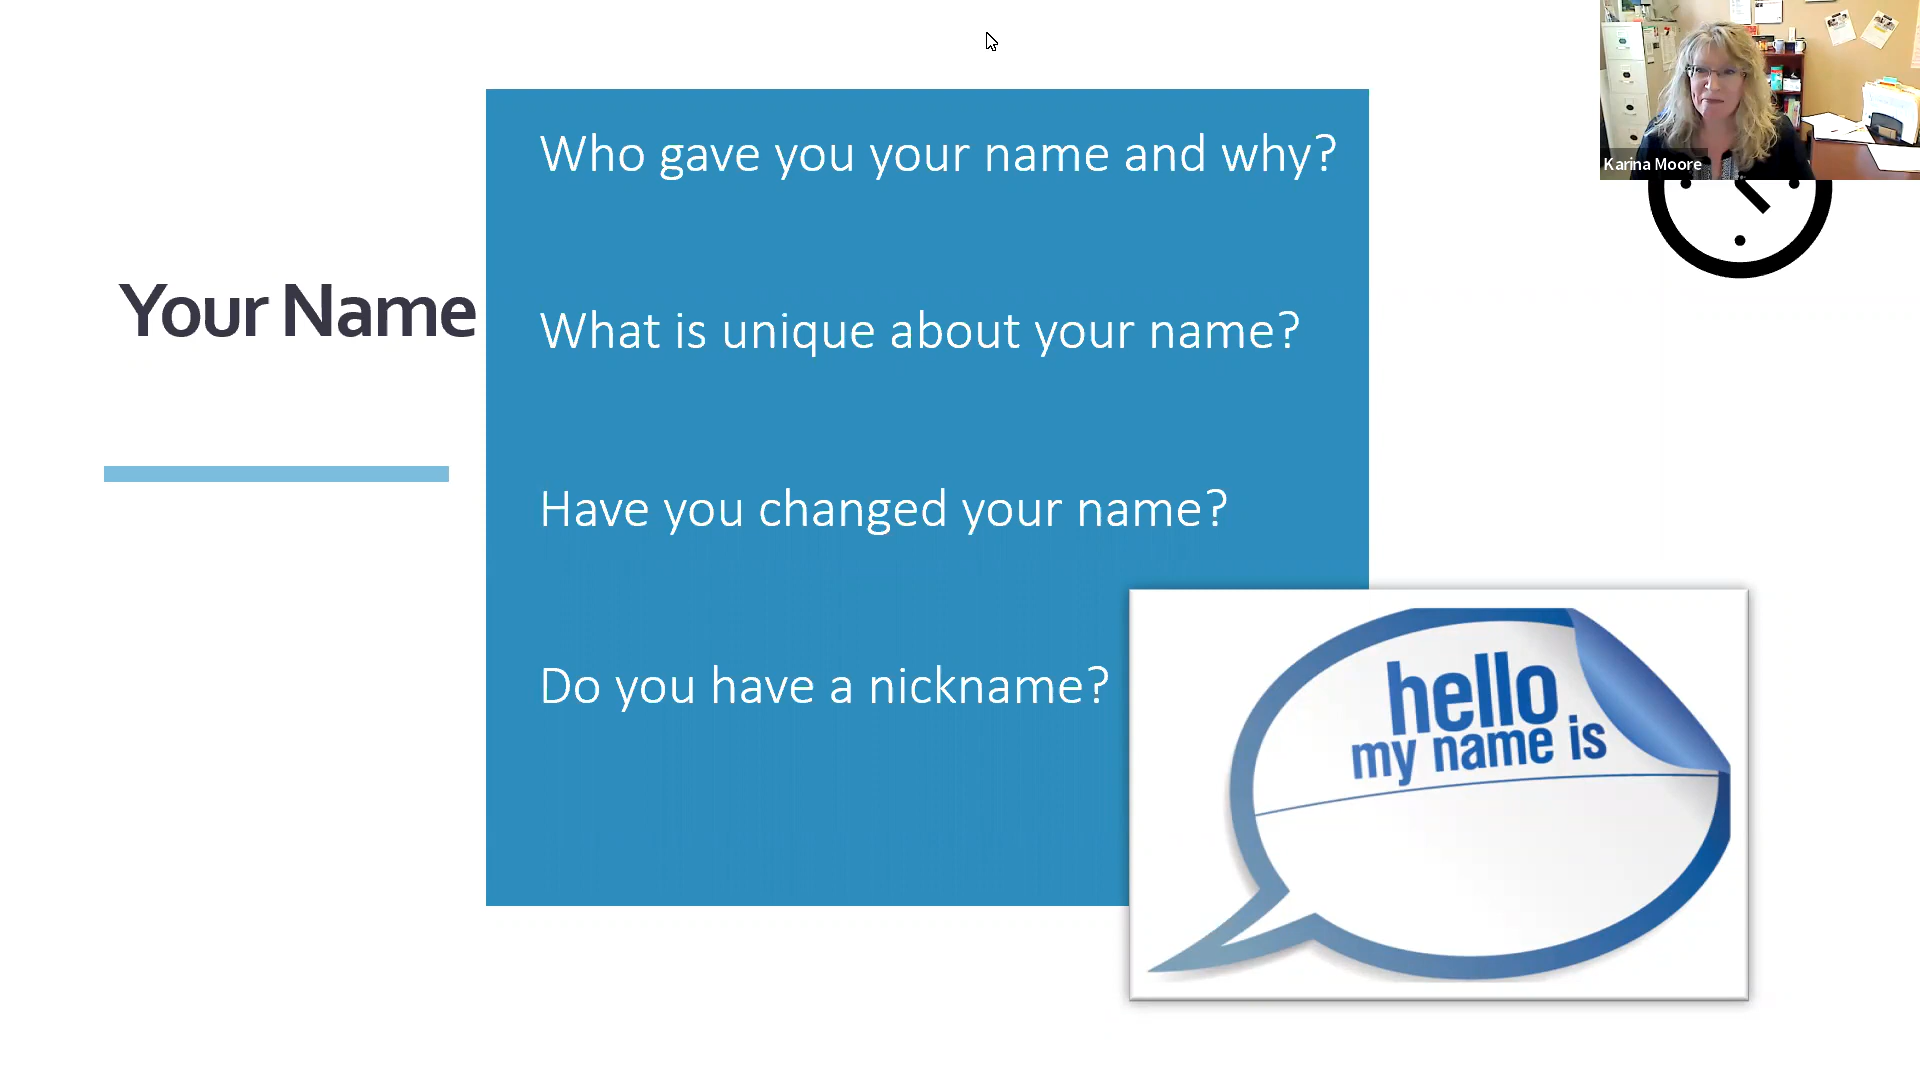 Your Name
Who gave you your name and why?
What is unique about your name?
Have you changed your name?
Do you have a nickname?
hello
my name is
Karina Moore